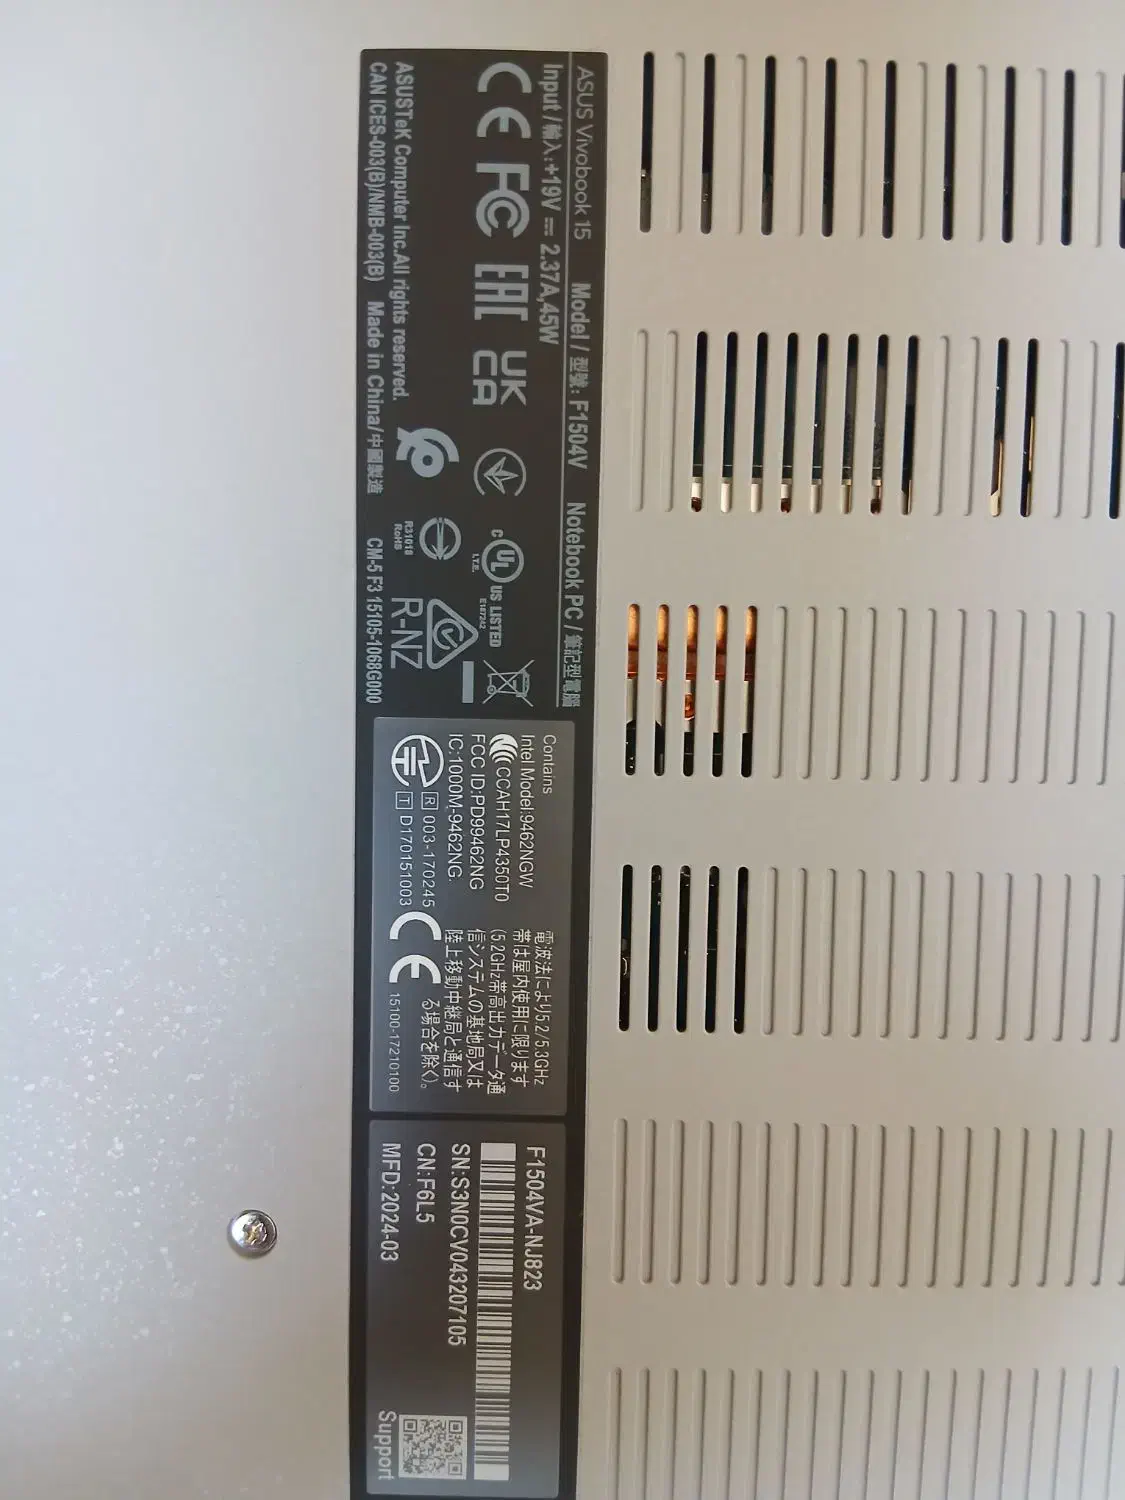 ASUS Vivobook 15 Model / 型號: F1504V Notebook PC / 筆記型電腦
Input / 輸入: +19V ⎓ 2.37A, 45W
CE FC EAC UK CA
c UL US LISTED
I.T.E. E187242
R31018
RoHS
R-NZ
ASUSTeK Computer Inc.All rights reserved.
CAN ICES-003(B)/NMB-003(B) Made in China/中國製造 CM-5 F3 15105-1068G000
Contains
Intel Model:9462NGW
CCAH17LP4350T0
FCC ID:PD99462NG
IC:1000M-9462NG.
R 003-170245
T D170151003
CE
電波法により5.2/5.3GHz
帯は屋内使用に限ります
(5.2GHz帯高出力データ通
信システムの基地局又は
陸上移動中継局と通信す
る場合を除く)。
15100-17210100
F1504VA-NJ823
SN:S3N0CV043207105
CN:F6L5
MFD:2024-03
Support